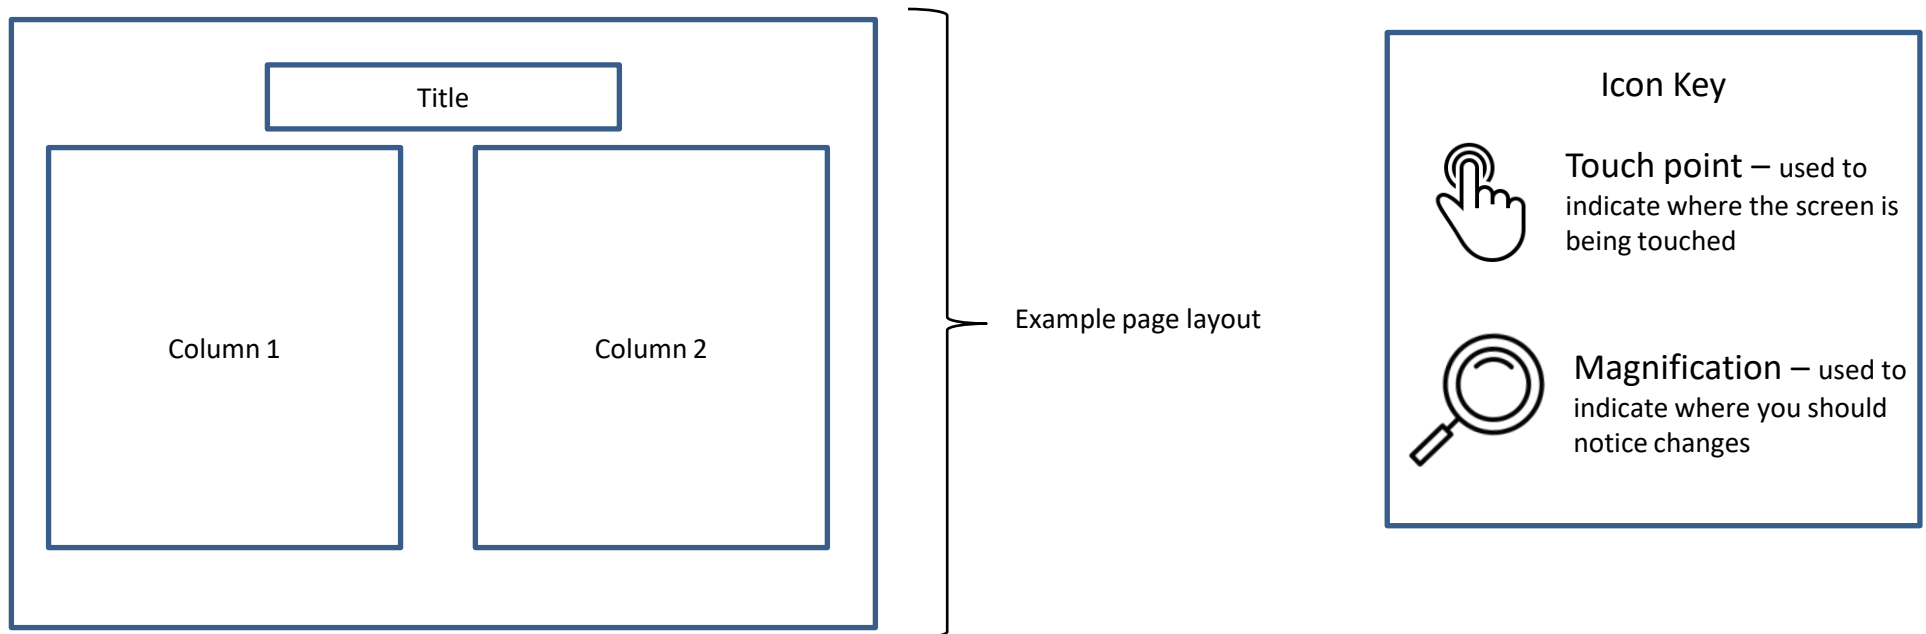 Title
Column 1
Column 2
Example page layout
Icon Key
Touch point – used to
indicate where the screen is
being touched
Magnification – used to
indicate where you should
notice changes